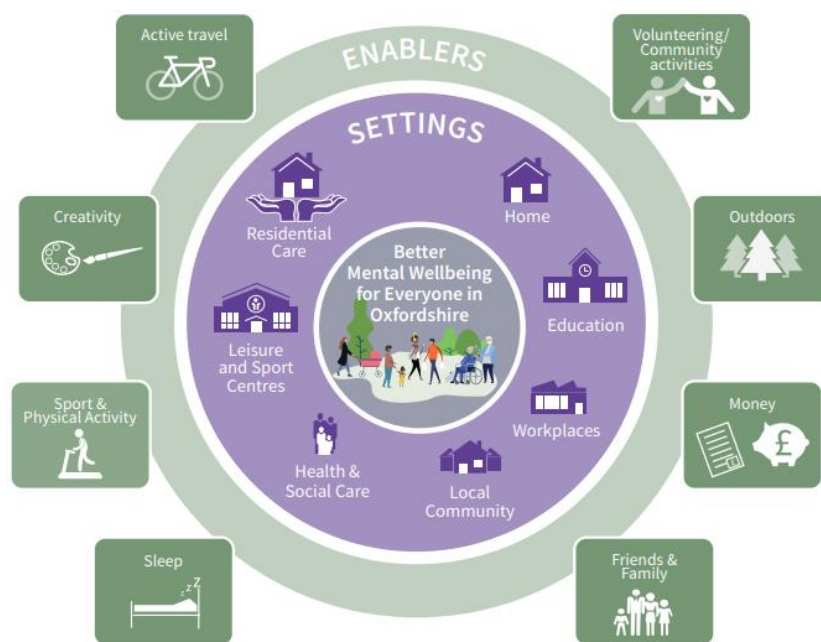 Active travel
ENABLERS
Volunteering/
Community
activities
SETTINGS
Residential
Care
Home
Creativity
Outdoors
Better
Mental Wellbeing
for Everyone in
Oxfordshire
Education
Leisure
and Sport
Centres
Sport &
Physical Activity
Money
£
Workplaces
Health &
Social Care
Local
Community
Sleep
z z Z
Friends &
Family